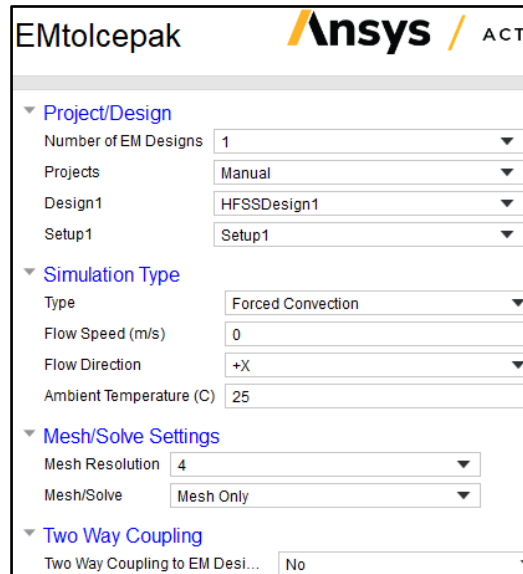 EMtoIcepak Ansys / ACT
Project/Design
Number of EM Designs 1
Projects Manual
Design1 HFSSDesign1
Setup1 Setup1
Simulation Type
Type Forced Convection
Flow Speed (m/s) 0
Flow Direction +X
Ambient Temperature (C) 25
Mesh/Solve Settings
Mesh Resolution 4
Mesh/Solve Mesh Only
Two Way Coupling
Two Way Coupling to EM Desi... No